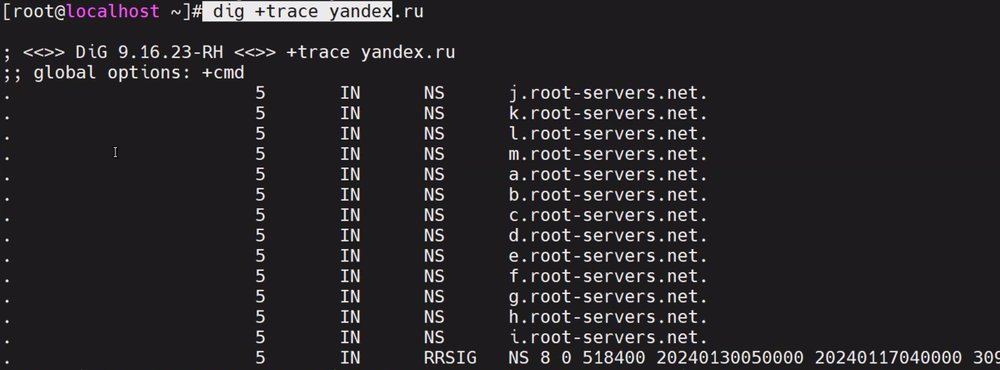 [root@localhost ~]# dig +trace yandex.ru
; <<>> DiG 9.16.23-RH <<>> +trace yandex.ru
;; global options: +cmd
. 5 IN NS j.root-servers.net.
. 5 IN NS k.root-servers.net.
. 5 IN NS l.root-servers.net.
. 5 IN NS m.root-servers.net.
. 5 IN NS a.root-servers.net.
. 5 IN NS b.root-servers.net.
. 5 IN NS c.root-servers.net.
. 5 IN NS d.root-servers.net.
. 5 IN NS e.root-servers.net.
. 5 IN NS f.root-servers.net.
. 5 IN NS g.root-servers.net.
. 5 IN NS h.root-servers.net.
. 5 IN NS i.root-servers.net.
. 5 IN RRSIG NS 8 0 518400 20240130050000 20240117040000 309